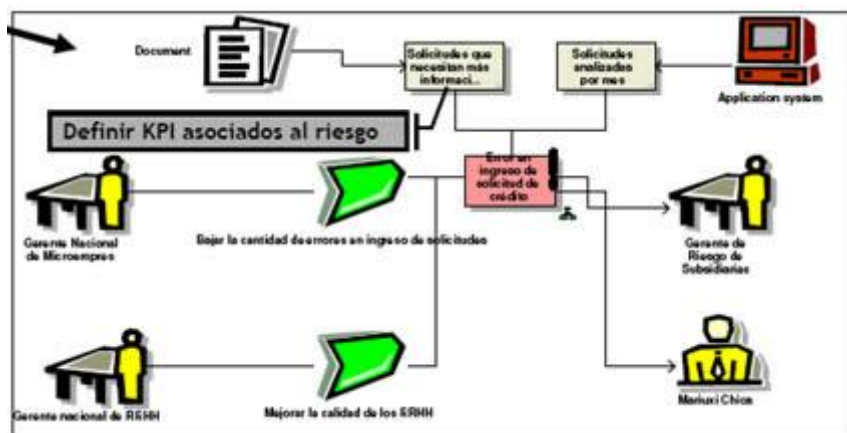 Document
Solicitudes que
necesitan más
informaci...
Solicitudes
analizadas
por mes
Application system
Definir KPI asociados al riesgo
Error en
ingreso de
solicitud de
crédito
Gerente Nacional
de Microempres
Bajar la cantidad de errores en ingreso de solicitudes
Gerente de
Riesgo de
Subsidiarias
Gerente nacional de RRHH
Mejorar la calidad de los RRHH
Mariuxi Chica